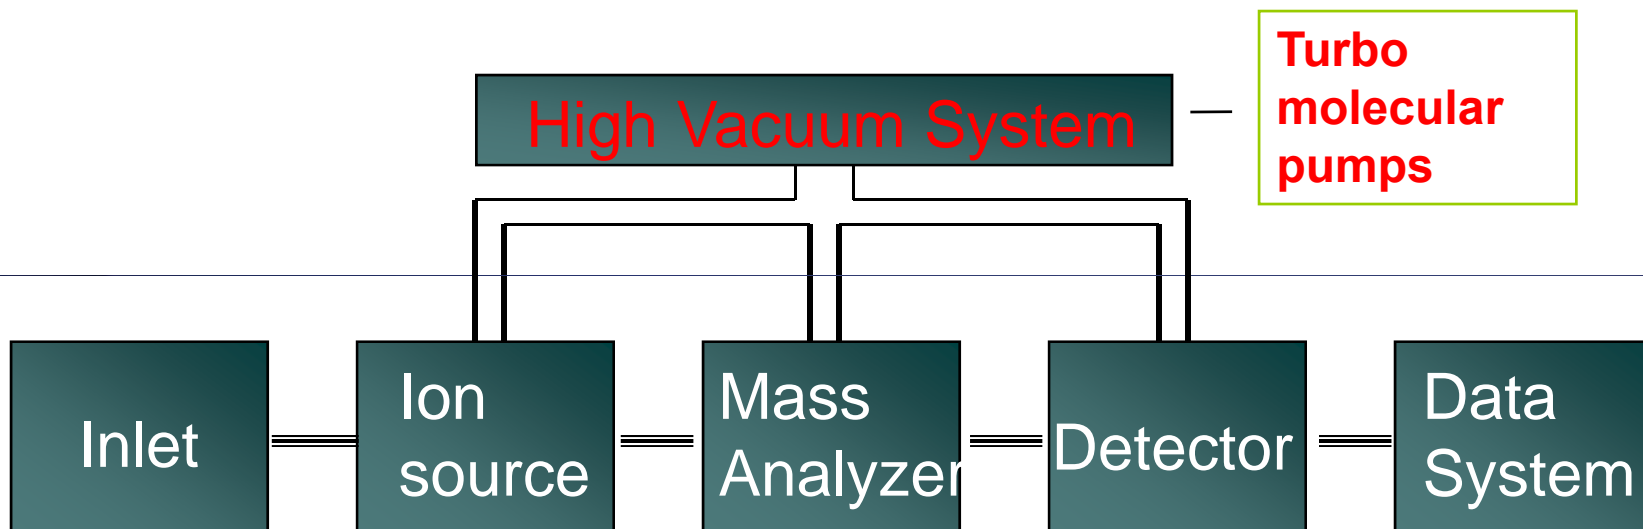 Turbo
molecular
pumps
High Vacuum System
Inlet
Ion
source
Mass
Analyzer
Detector
Data
System